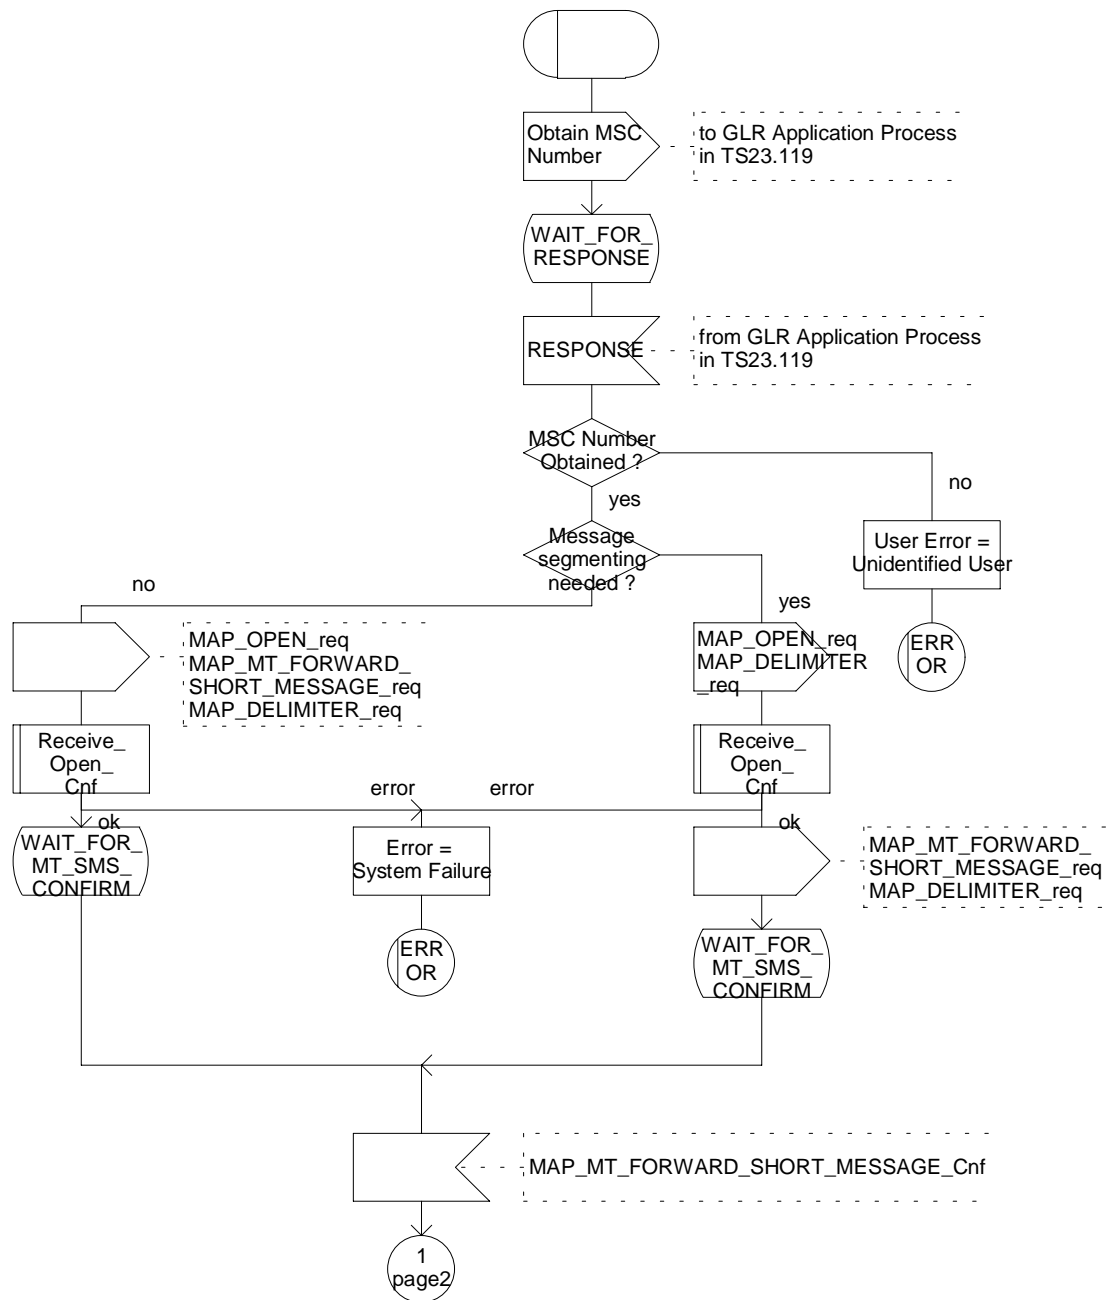 Obtain MSC
Number
to GLR Application Process
in TS23.119
WAIT_FOR_
RESPONSE
RESPONSE
from GLR Application Process
in TS23.119
MSC Number
Obtained ?
no
yes
Message
segmenting
needed ?
User Error =
Unidentified User
no
yes
MAP_OPEN_req
MAP_MT_FORWARD_
SHORT_MESSAGE_req
MAP_DELIMITER_req
MAP_OPEN_req
MAP_DELIMITER
_req
ERR
OR
Receive_
Open_
Cnf
Receive_
Open_
Cnf
error
error
ok
ok
WAIT_FOR_
MT_SMS_
CONFIRM
Error =
System Failure
MAP_MT_FORWARD_
SHORT_MESSAGE_req
MAP_DELIMITER_req
ERR
OR
WAIT_FOR_
MT_SMS_
CONFIRM
MAP_MT_FORWARD_SHORT_MESSAGE_Cnf
1
page2